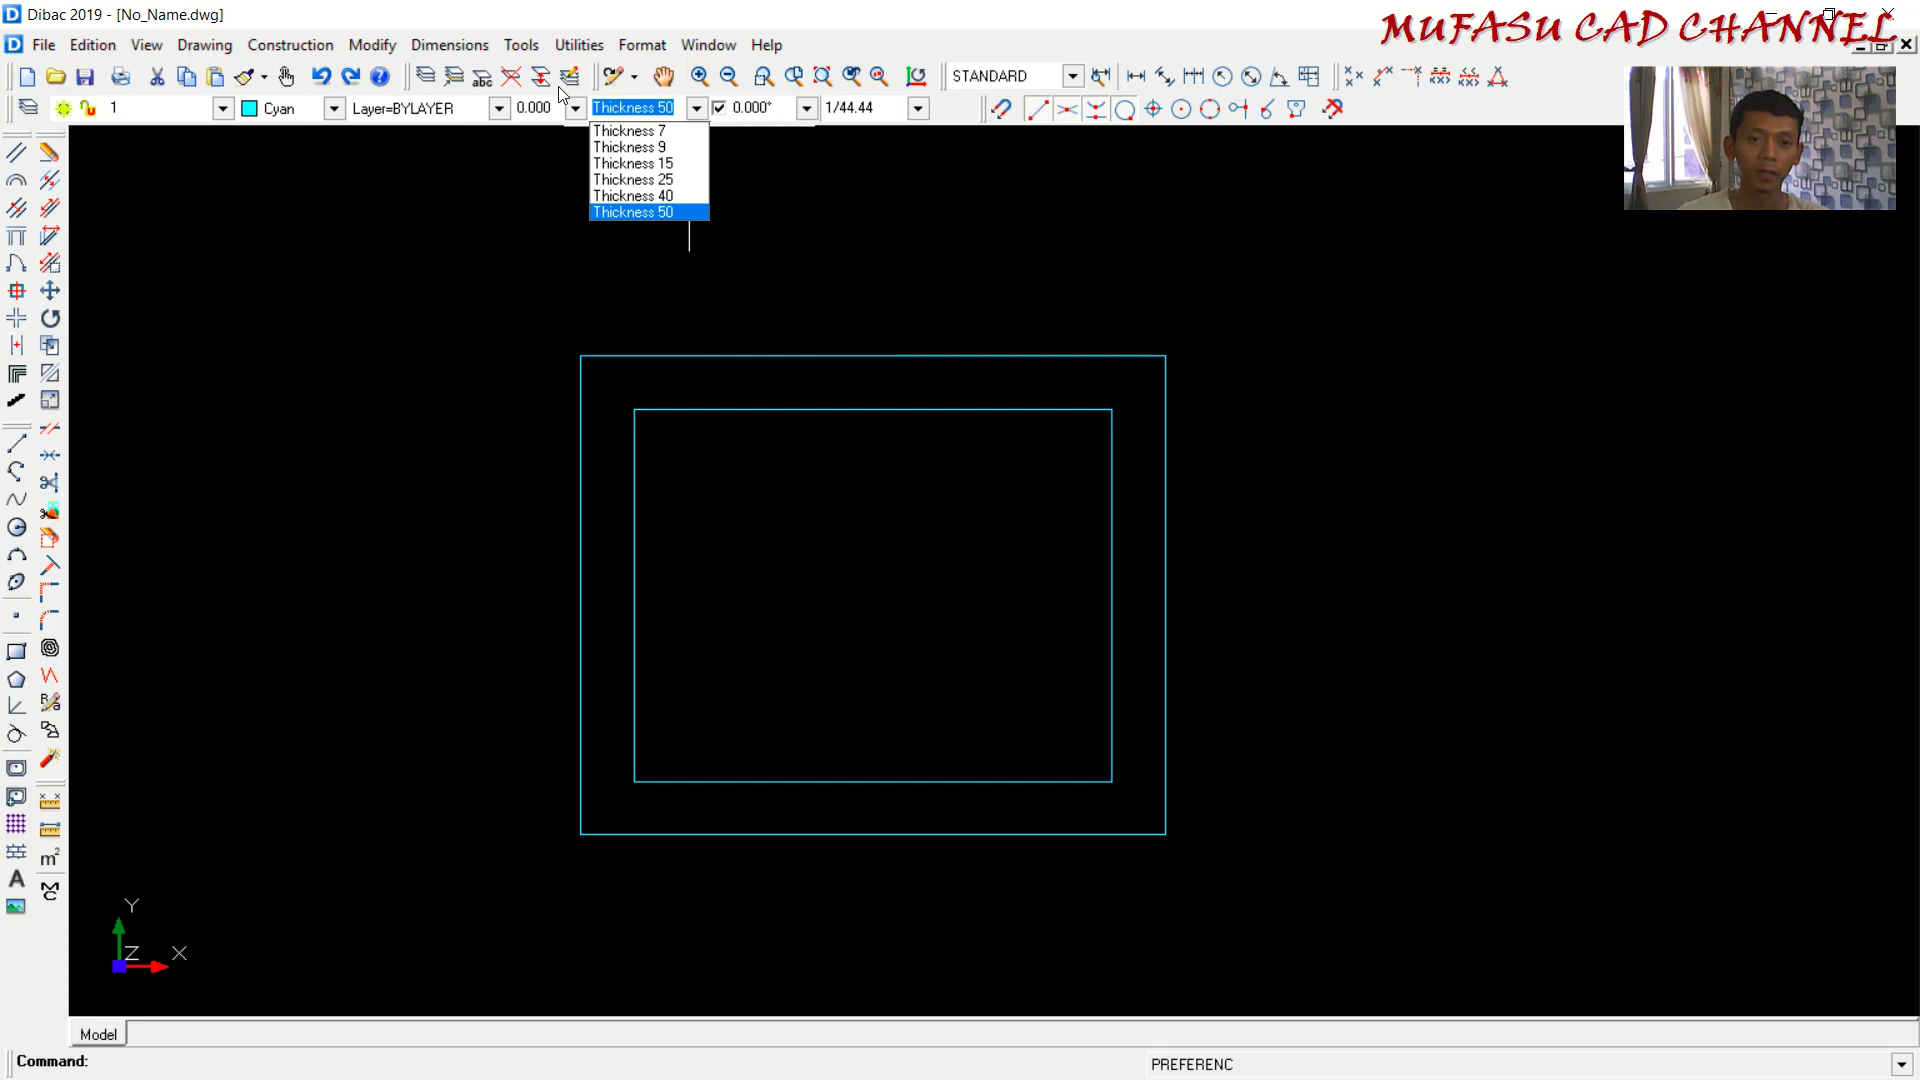 Dibac 2019 - [No_Name.dwg]
MUFASU CAD CHANNEL
File Edition View Drawing Construction Modify Dimensions Tools Utilities Format Window Help
abc STANDARD
1 Cyan Layer=BYLAYER 0.000 Thickness 50 0.000° 1/44.44
Thickness 7
Thickness 9
Thickness 15
Thickness 25
Thickness 40
Thickness 50
m²
A
Y
Z X
Model
Command: PREFERENC